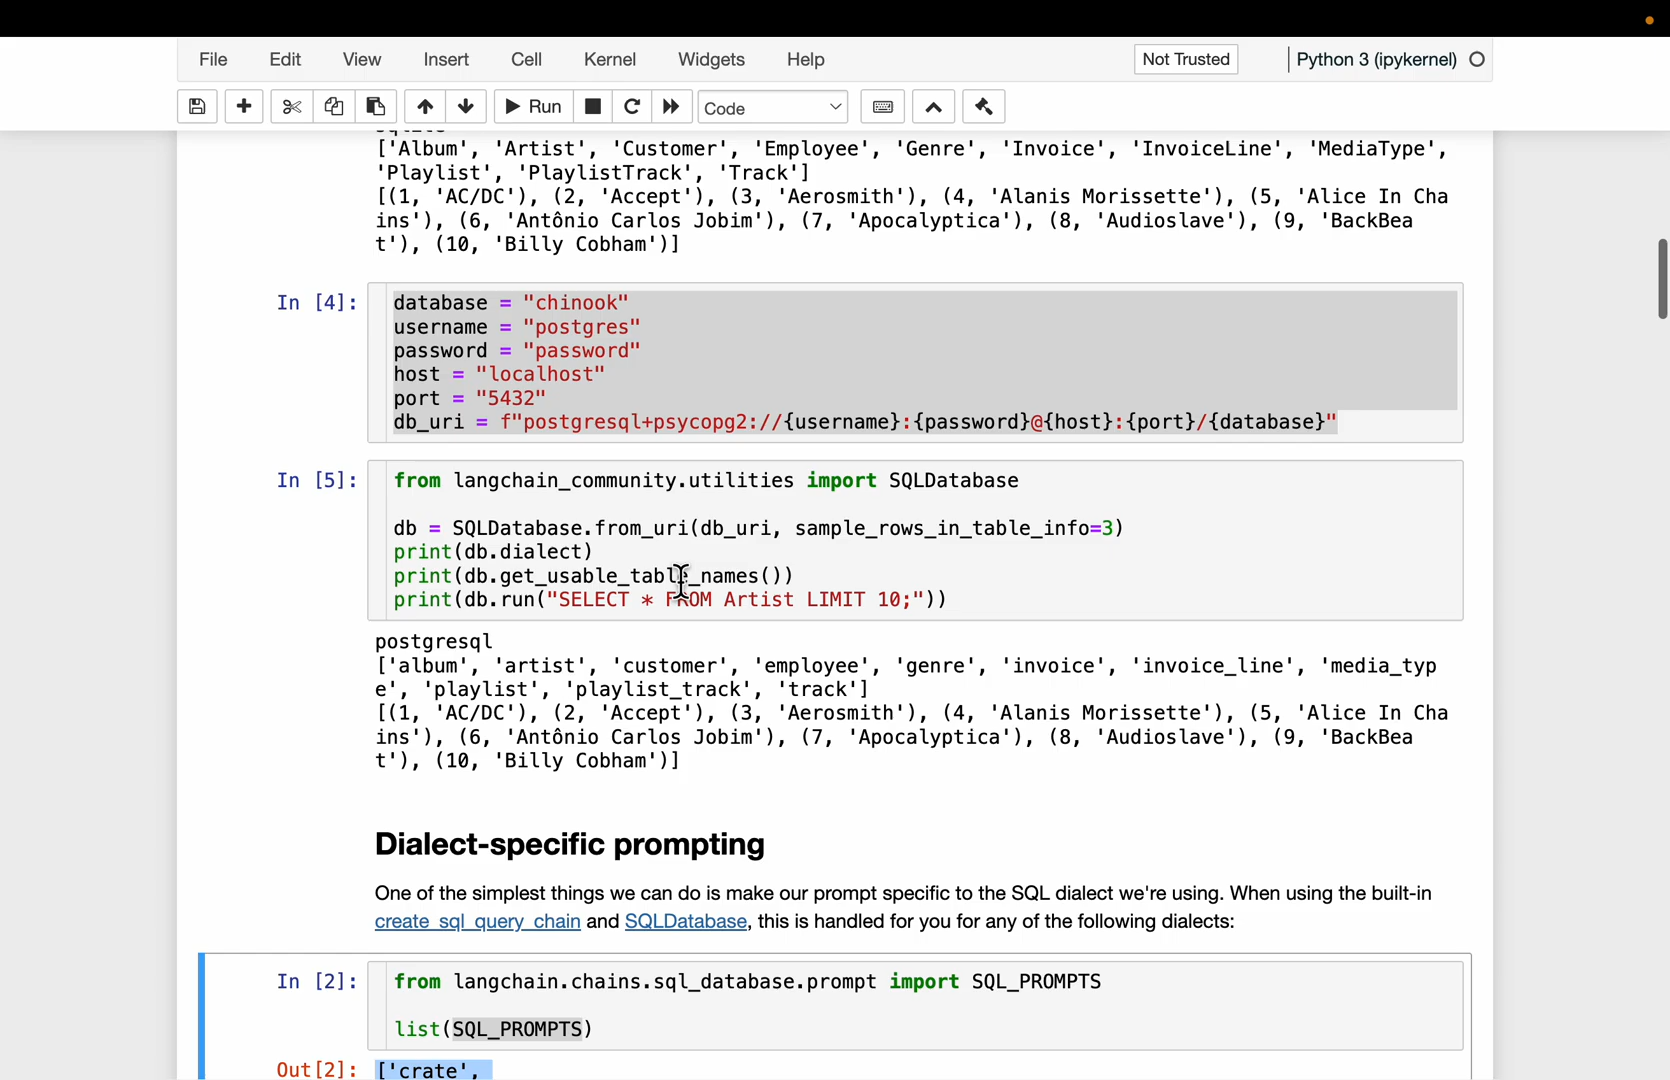 File Edit View Insert Cell Kernel Widgets Help Not Trusted Python 3 (ipykernel)
Run Code
['Album', 'Artist', 'Customer', 'Employee', 'Genre', 'Invoice', 'InvoiceLine', 'MediaType',
'Playlist', 'PlaylistTrack', 'Track']
[(1, 'AC/DC'), (2, 'Accept'), (3, 'Aerosmith'), (4, 'Alanis Morissette'), (5, 'Alice In Cha
ins'), (6, 'Antônio Carlos Jobim'), (7, 'Apocalyptica'), (8, 'Audioslave'), (9, 'BackBea
t'), (10, 'Billy Cobham')]
In [4]:
database = "chinook"
username = "postgres"
password = "password"
host = "localhost"
port = "5432"
db_uri = f"postgresql+psycopg2://{username}:{password}@{host}:{port}/{database}"
In [5]:
from langchain_community.utilities import SQLDatabase
db = SQLDatabase.from_uri(db_uri, sample_rows_in_table_info=3)
print(db.dialect)
print(db.get_usable_table_names())
print(db.run("SELECT * FROM Artist LIMIT 10;"))
postgresql
['album', 'artist', 'customer', 'employee', 'genre', 'invoice', 'invoice_line', 'media_typ
e', 'playlist', 'playlist_track', 'track']
[(1, 'AC/DC'), (2, 'Accept'), (3, 'Aerosmith'), (4, 'Alanis Morissette'), (5, 'Alice In Cha
ins'), (6, 'Antônio Carlos Jobim'), (7, 'Apocalyptica'), (8, 'Audioslave'), (9, 'BackBea
t'), (10, 'Billy Cobham')]
Dialect-specific prompting
One of the simplest things we can do is make our prompt specific to the SQL dialect we're using. When using the built-in
create_sql_query_chain and SQLDatabase, this is handled for you for any of the following dialects:
In [2]:
from langchain.chains.sql_database.prompt import SQL_PROMPTS
list(SQL_PROMPTS)
Out[2]: ['crate',